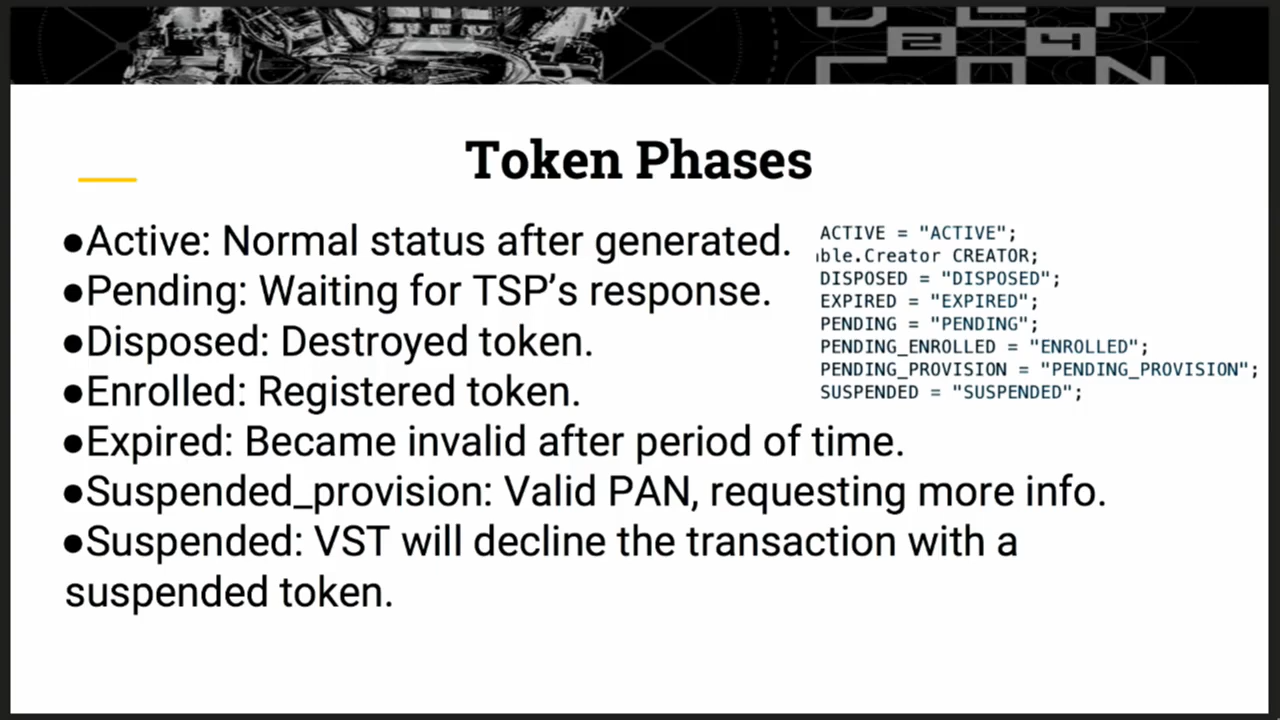 DEF
24
CON
Token Phases
●Active: Normal status after generated.
●Pending: Waiting for TSP’s response.
●Disposed: Destroyed token.
●Enrolled: Registered token.
●Expired: Became invalid after period of time.
●Suspended_provision: Valid PAN, requesting more info.
●Suspended: VST will decline the transaction with a
suspended token.
ACTIVE = "ACTIVE";
ble.Creator CREATOR;
DISPOSED = "DISPOSED";
EXPIRED = "EXPIRED";
PENDING = "PENDING";
PENDING_ENROLLED = "ENROLLED";
PENDING_PROVISION = "PENDING_PROVISION";
SUSPENDED = "SUSPENDED";